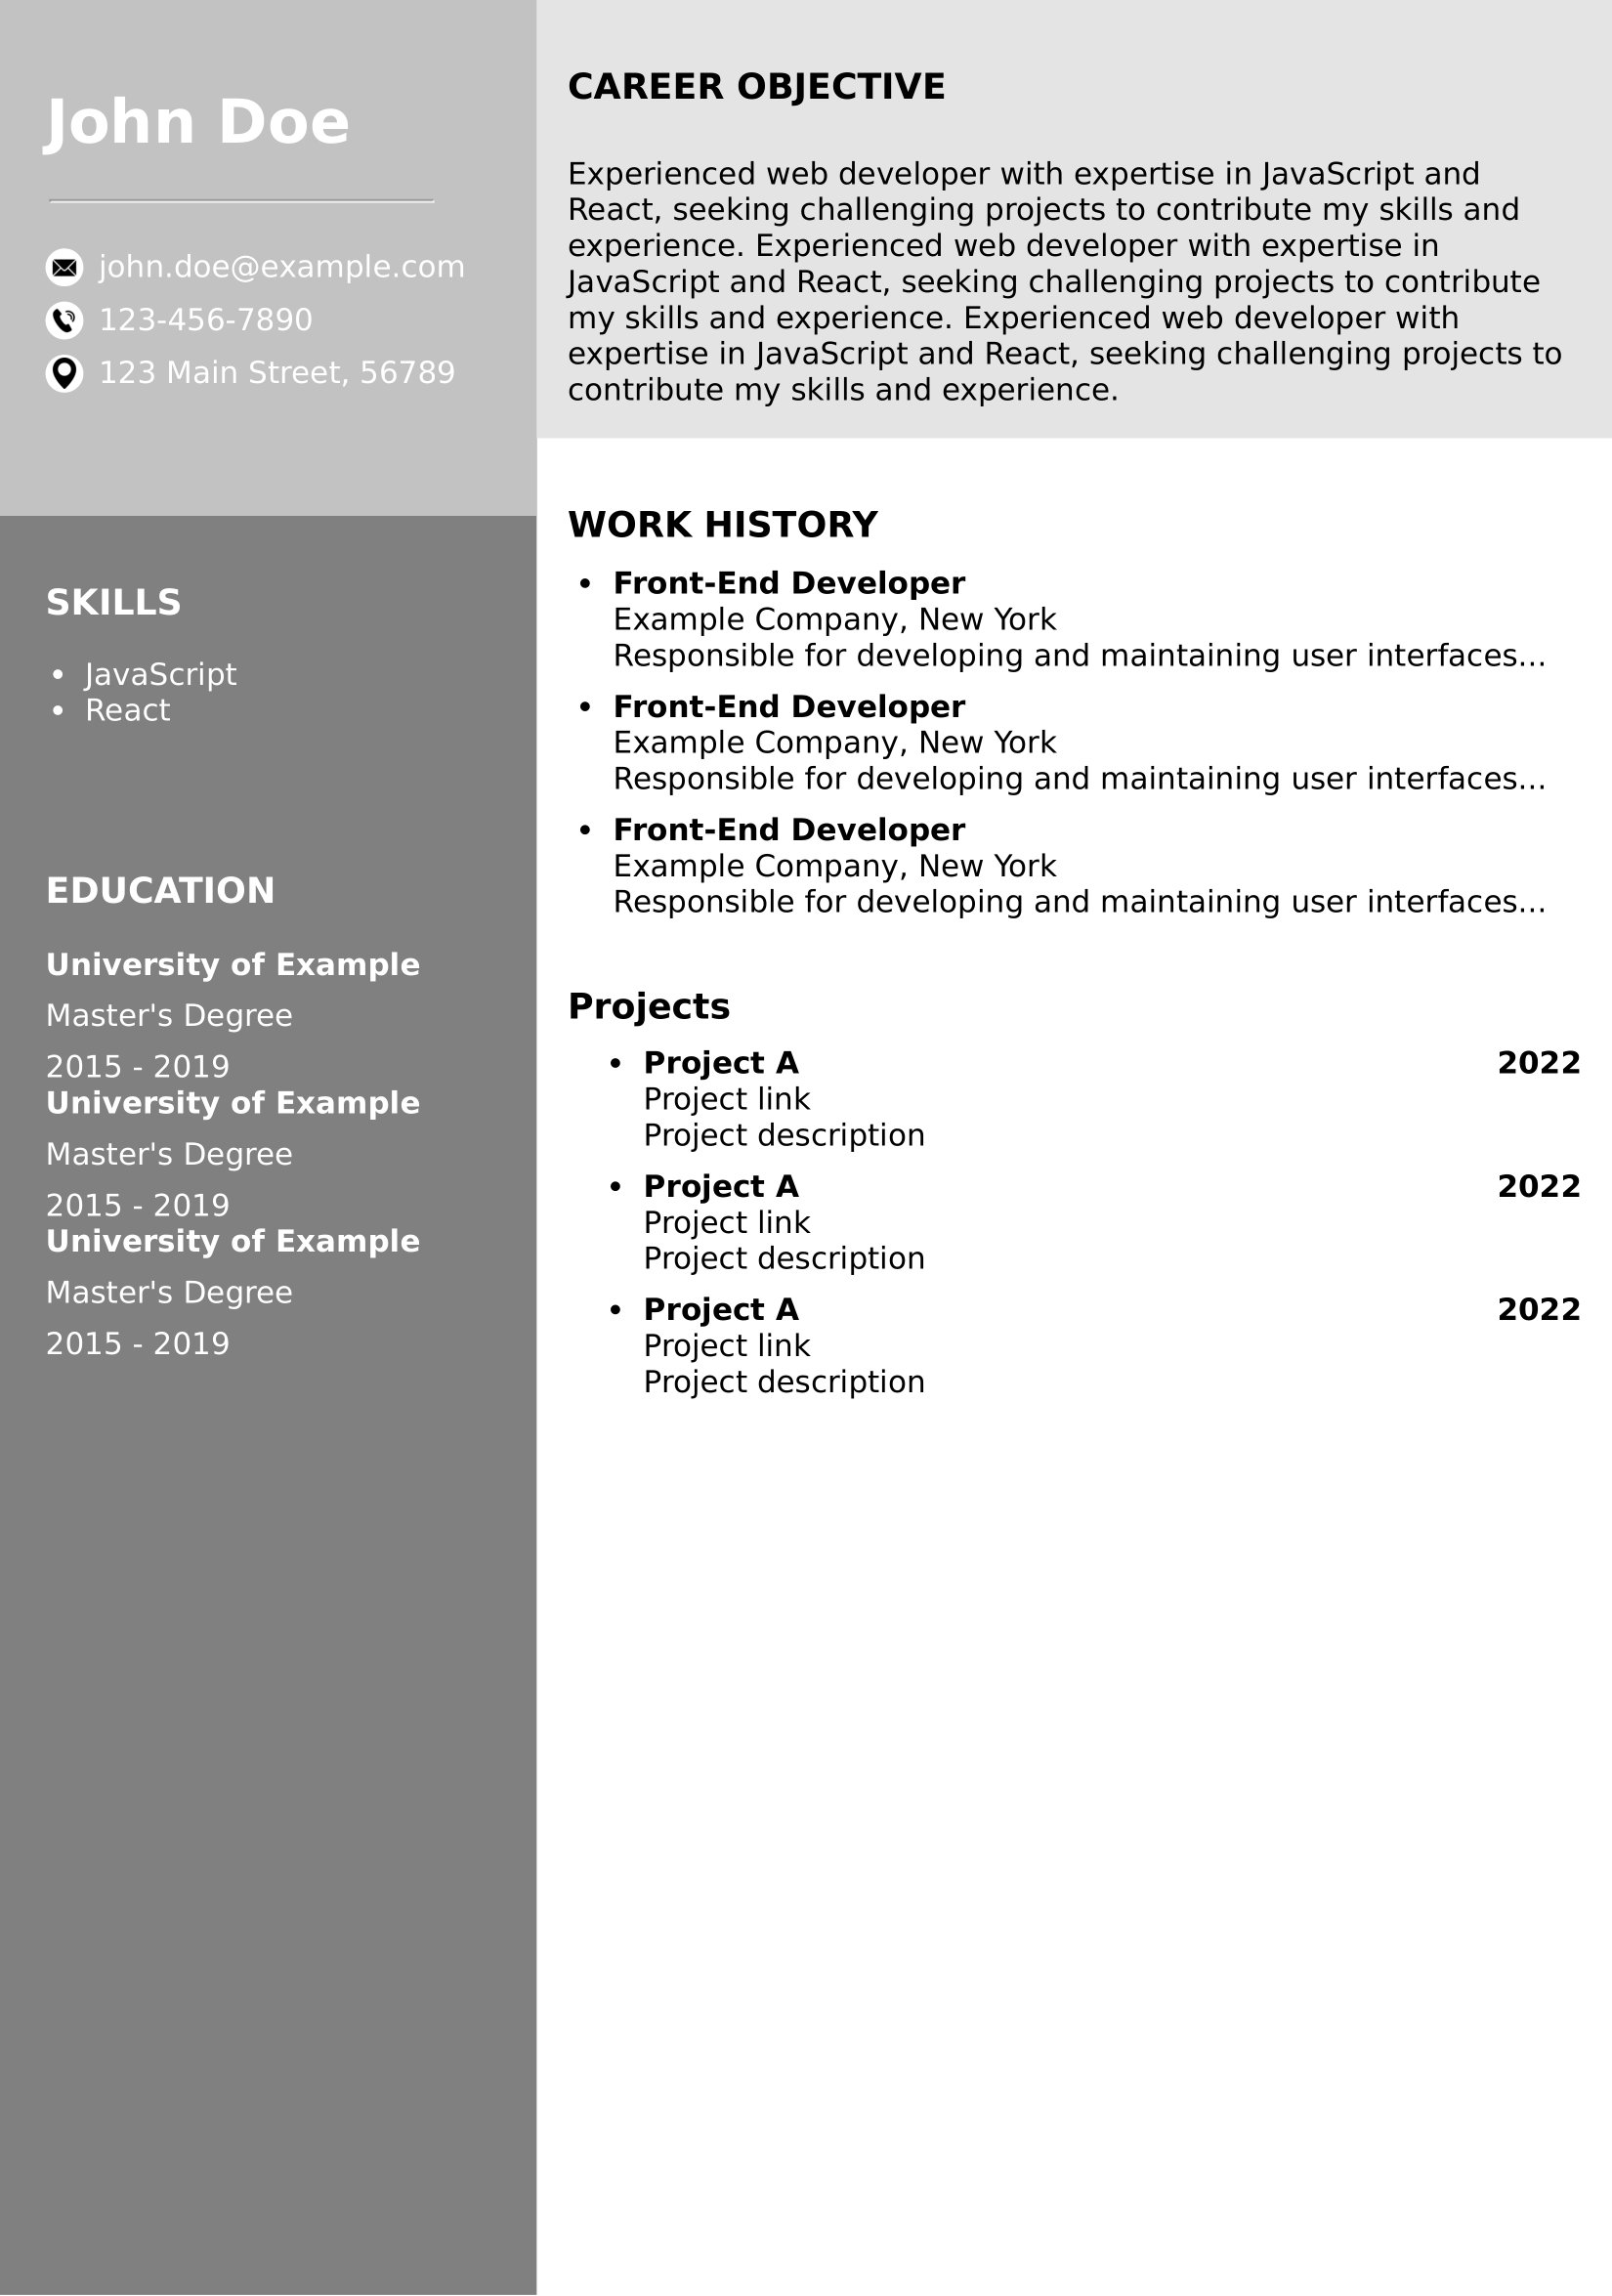 John Doe
john.doe@example.com
123-456-7890
123 Main Street, 56789
SKILLS
• JavaScript
• React
EDUCATION
University of Example
Master's Degree
2015 - 2019
University of Example
Master's Degree
2015 - 2019
University of Example
Master's Degree
2015 - 2019
CAREER OBJECTIVE
Experienced web developer with expertise in JavaScript and
React, seeking challenging projects to contribute my skills and
experience. Experienced web developer with expertise in
JavaScript and React, seeking challenging projects to contribute
my skills and experience. Experienced web developer with
expertise in JavaScript and React, seeking challenging projects to
contribute my skills and experience.
WORK HISTORY
• Front-End Developer
Example Company, New York
Responsible for developing and maintaining user interfaces...
• Front-End Developer
Example Company, New York
Responsible for developing and maintaining user interfaces...
• Front-End Developer
Example Company, New York
Responsible for developing and maintaining user interfaces...
Projects
• Project A 2022
Project link
Project description
• Project A 2022
Project link
Project description
• Project A 2022
Project link
Project description